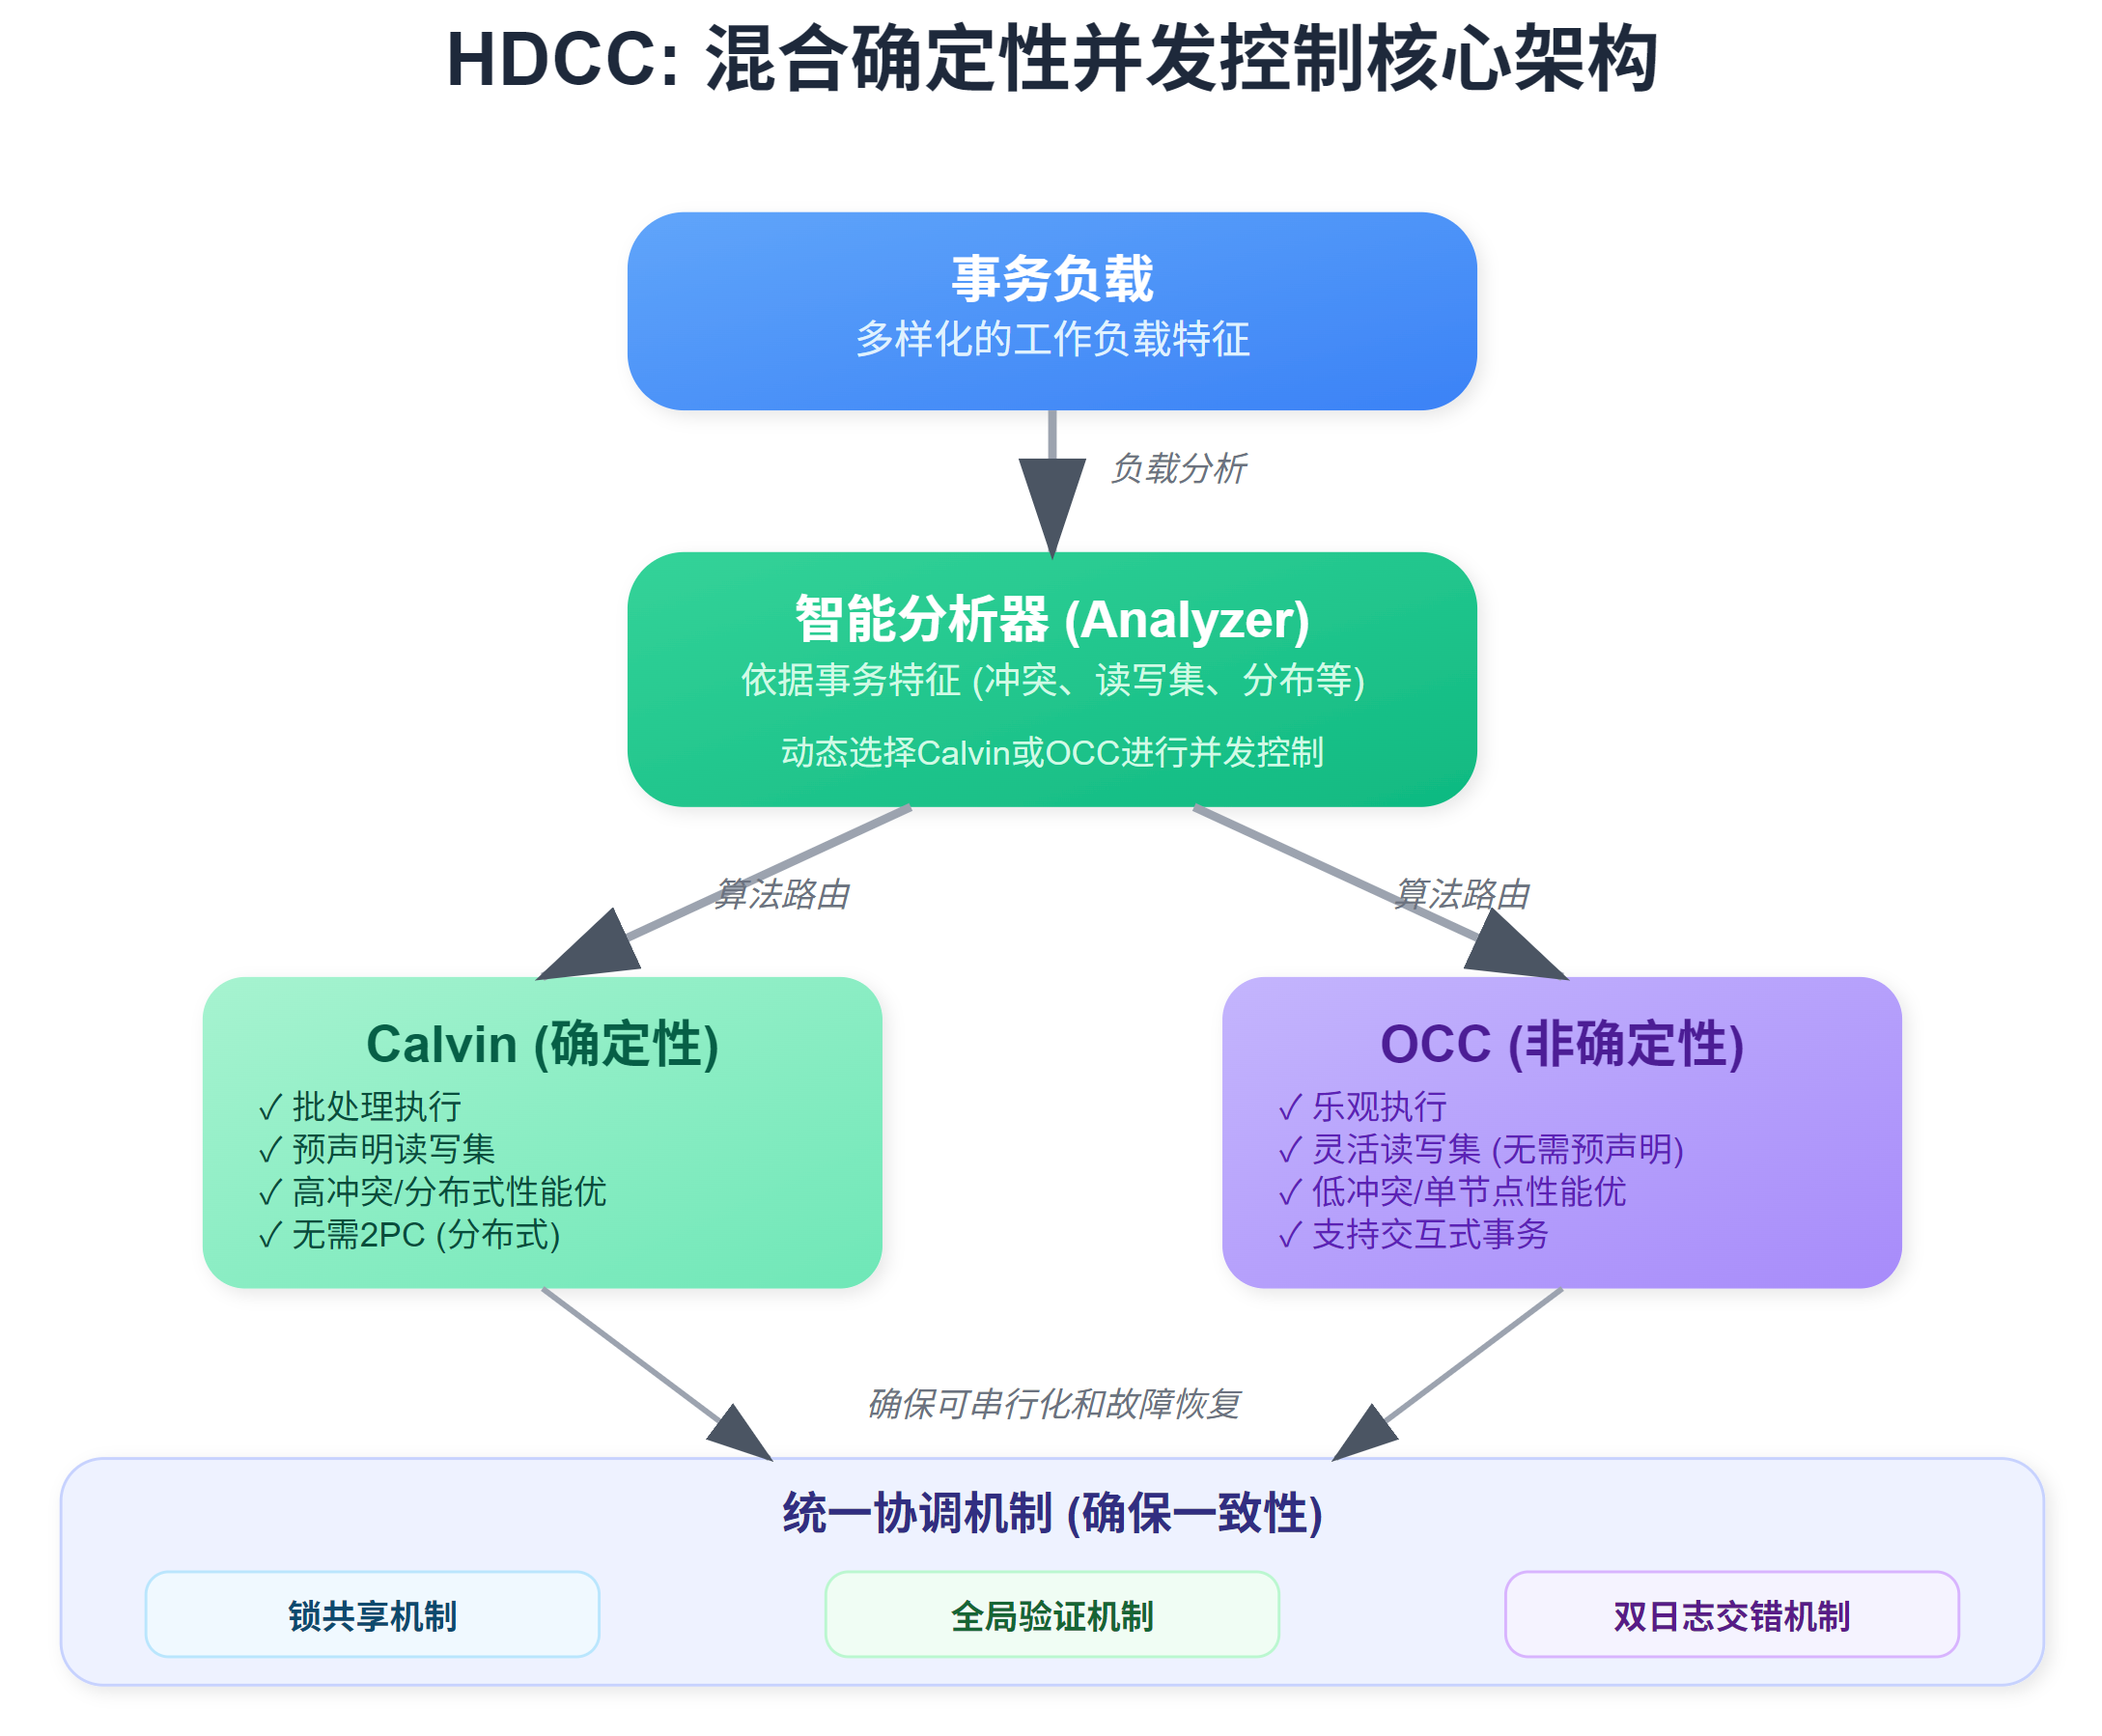 HDCC: 混合确定性并发控制核心架构
事务负载
多样化的工作负载特征
负载分析
智能分析器 (Analyzer)
依据事务特征 (冲突、读写集、分布等)
动态选择Calvin或OCC进行并发控制
算法路由
算法路由
Calvin (确定性)
✓ 批处理执行
✓ 预声明读写集
✓ 高冲突/分布式性能优
✓ 无需2PC (分布式)
OCC (非确定性)
✓ 乐观执行
✓ 灵活读写集 (无需预声明)
✓ 低冲突/单节点性能优
✓ 支持交互式事务
确保可串行化和故障恢复
统一协调机制 (确保一致性)
锁共享机制
全局验证机制
双日志交错机制